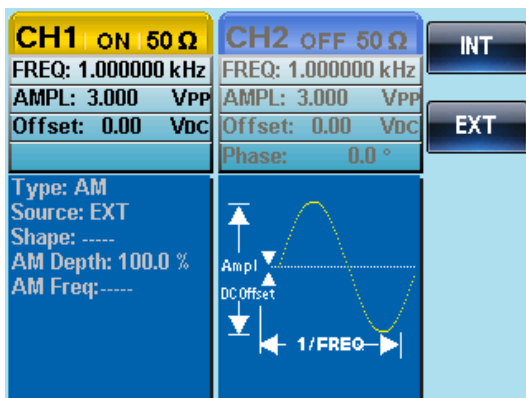 CH1 ON 50 Ω
FREQ: 1.000000 kHz
AMPL: 3.000 VPP
Offset: 0.00 VDC
CH2 OFF 50 Ω
FREQ: 1.000000 kHz
AMPL: 3.000 VPP
Offset: 0.00 VDC
Phase: 0.0 °
INT
EXT
Type: AM
Source: EXT
Shape: -----
AM Depth: 100.0 %
AM Freq:-----
Ampl
DC Offset
1/FREQ